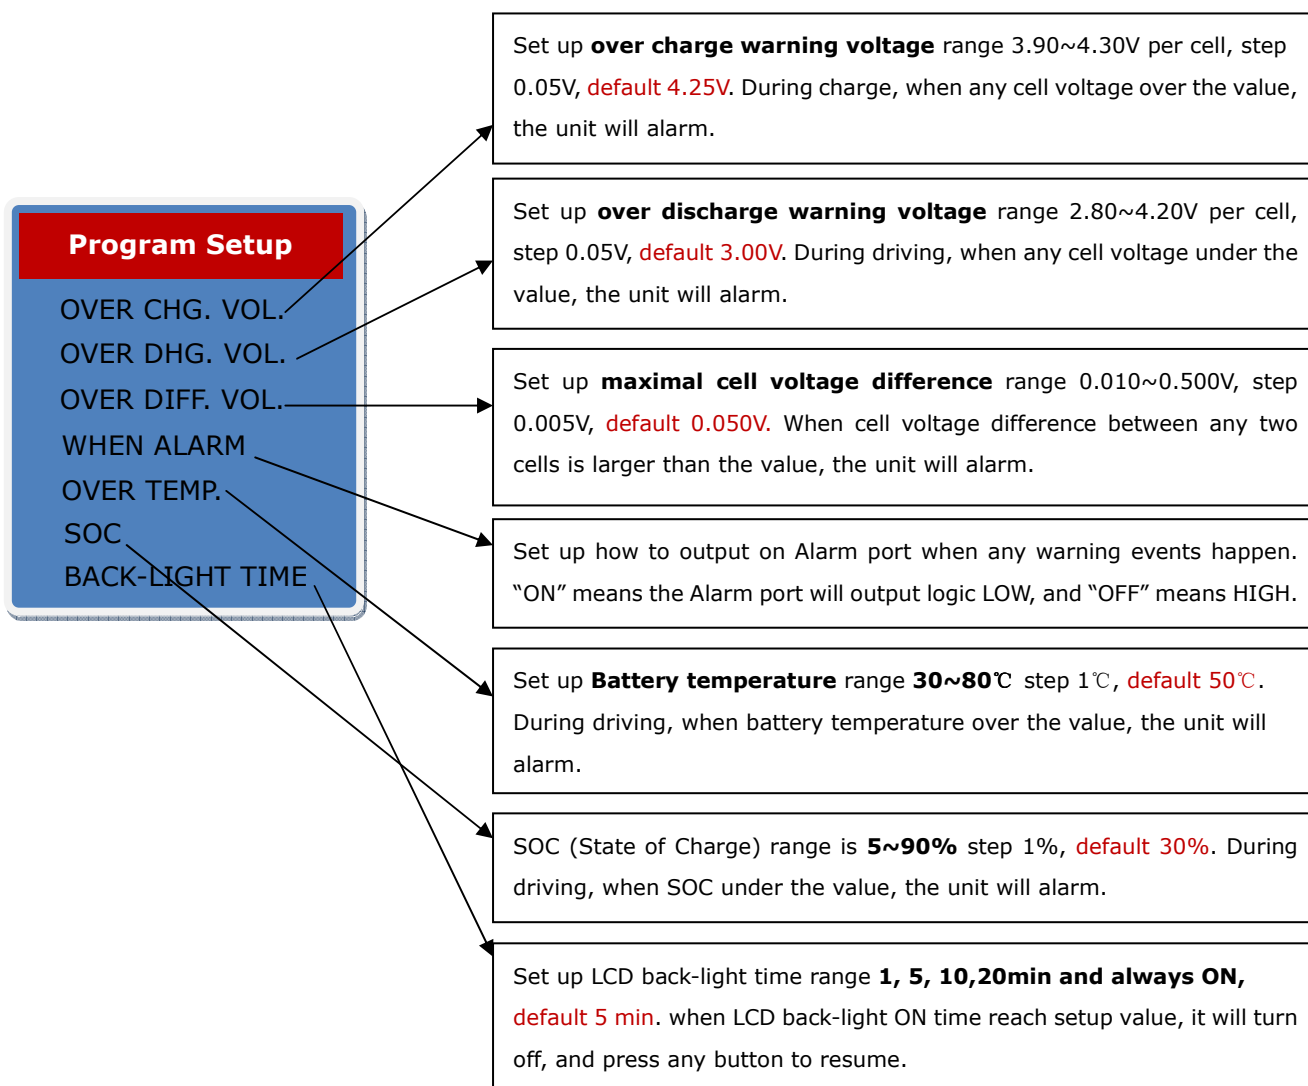 Program Setup
OVER CHG. VOL.
OVER DHG. VOL.
OVER DIFF. VOL.
WHEN ALARM
OVER TEMP.
SOC
BACK-LIGHT TIME
Set up over charge warning voltage range 3.90~4.30V per cell, step
0.05V, default 4.25V. During charge, when any cell voltage over the value,
the unit will alarm.
Set up over discharge warning voltage range 2.80~4.20V per cell,
step 0.05V, default 3.00V. During driving, when any cell voltage under the
value, the unit will alarm.
Set up maximal cell voltage difference range 0.010~0.500V, step
0.005V, default 0.050V. When cell voltage difference between any two
cells is larger than the value, the unit will alarm.
Set up how to output on Alarm port when any warning events happen.
“ON” means the Alarm port will output logic LOW, and “OFF” means HIGH.
Set up Battery temperature range 30~80℃ step 1℃, default 50℃.
During driving, when battery temperature over the value, the unit will
alarm.
SOC (State of Charge) range is 5~90% step 1%, default 30%. During
driving, when SOC under the value, the unit will alarm.
Set up LCD back-light time range 1, 5, 10,20min and always ON,
default 5 min. when LCD back-light ON time reach setup value, it will turn
off, and press any button to resume.